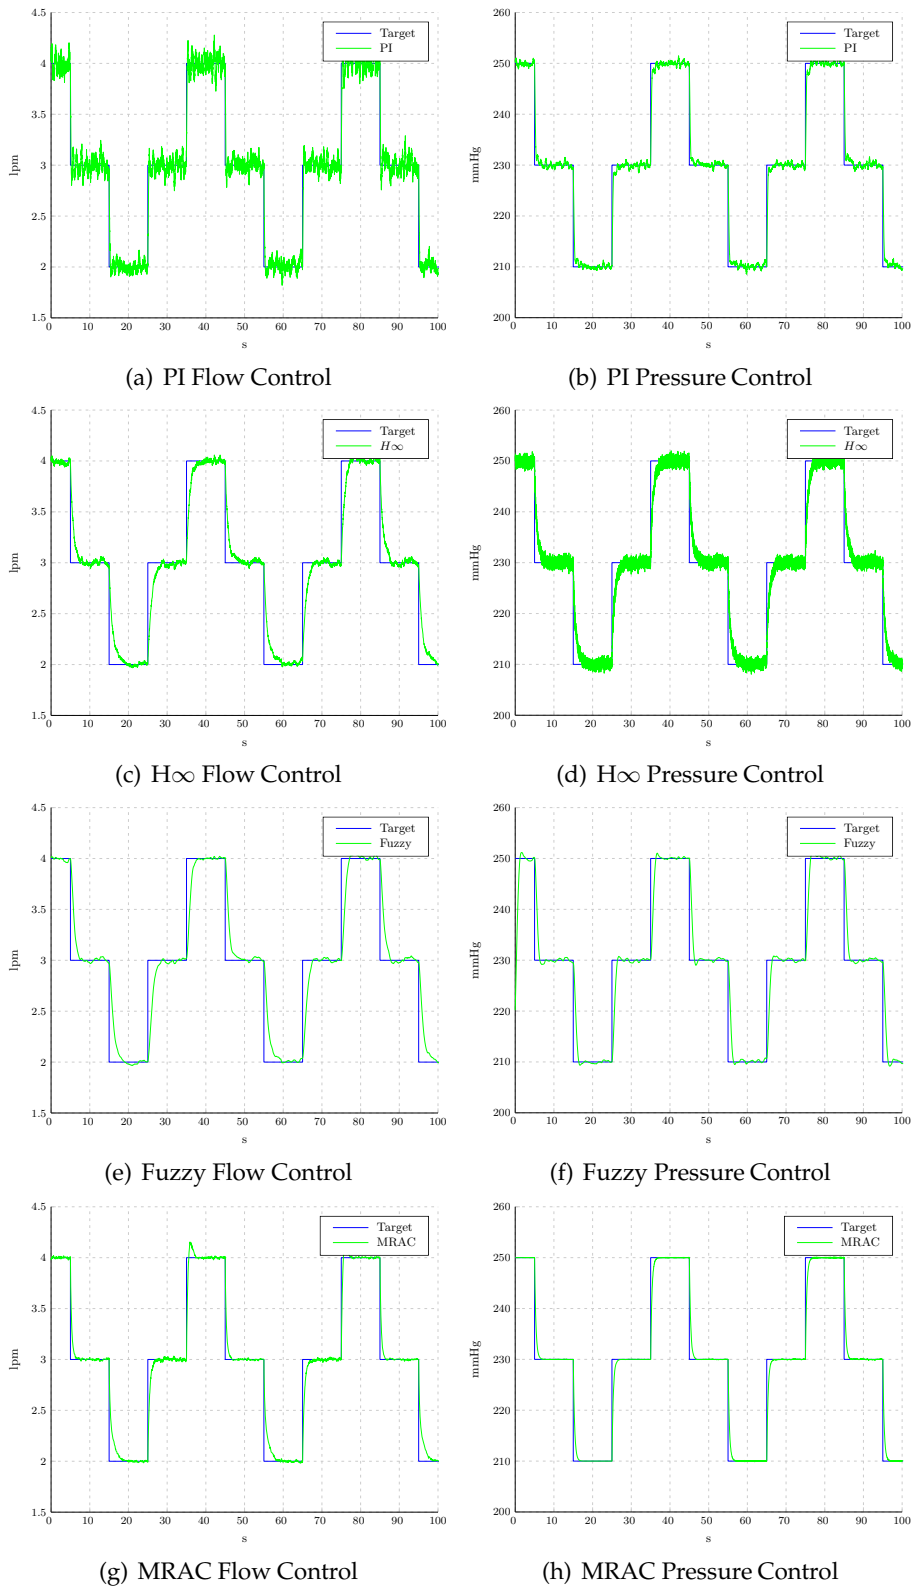 4.5
4
3.5
3
2.5
2
1.5
lpm
0 10 20 30 40 50 60 70 80 90 100
s
Target
PI
(a) PI Flow Control
260
250
240
230
220
210
200
mmHg
0 10 20 30 40 50 60 70 80 90 100
s
Target
PI
(b) PI Pressure Control
4.5
4
3.5
3
2.5
2
1.5
lpm
0 10 20 30 40 50 60 70 80 90 100
s
Target
H∞
(c) H∞ Flow Control
260
250
240
230
220
210
200
mmHg
0 10 20 30 40 50 60 70 80 90 100
s
Target
H∞
(d) H∞ Pressure Control
4.5
4
3.5
3
2.5
2
1.5
lpm
0 10 20 30 40 50 60 70 80 90 100
s
Target
Fuzzy
(e) Fuzzy Flow Control
260
250
240
230
220
210
200
mmHg
0 10 20 30 40 50 60 70 80 90 100
s
Target
Fuzzy
(f) Fuzzy Pressure Control
4.5
4
3.5
3
2.5
2
1.5
lpm
0 10 20 30 40 50 60 70 80 90 100
s
Target
MRAC
(g) MRAC Flow Control
260
250
240
230
220
210
200
mmHg
0 10 20 30 40 50 60 70 80 90 100
s
Target
MRAC
(h) MRAC Pressure Control